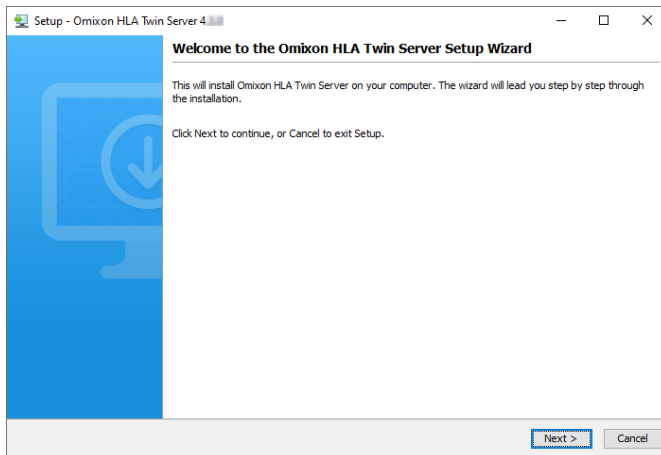 Setup - Omixon HLA Twin Server 4.
Welcome to the Omixon HLA Twin Server Setup Wizard
This will install Omixon HLA Twin Server on your computer. The wizard will lead you step by step through
the installation.
Click Next to continue, or Cancel to exit Setup.
Next > Cancel